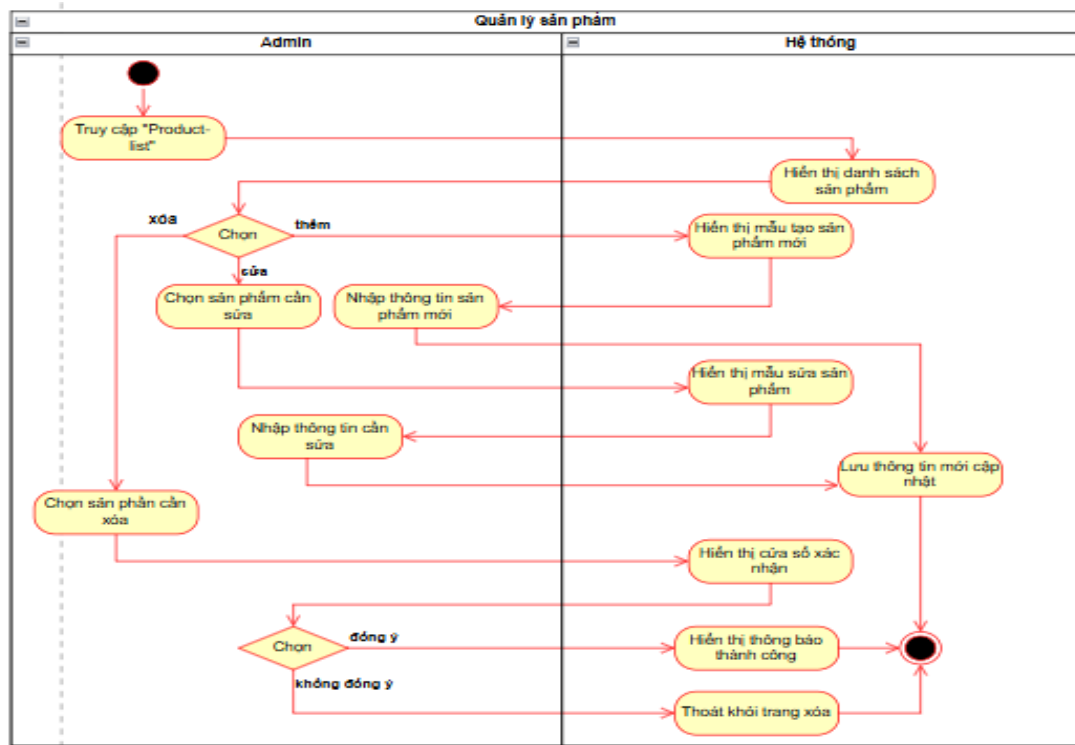 Quản lý sản phẩm
Admin
Hệ thống
Truy cập "Product-
list"
Hiển thị danh sách
sản phẩm
xóa
Chọn
thêm
Hiển thị mẫu tạo sản
phẩm mới
sửa
Chọn sản phẩm cần
sửa
Nhập thông tin sản
phẩm mới
Hiển thị mẫu sửa sản
phẩm
Nhập thông tin cần
sửa
Lưu thông tin mới cập
nhật
Chọn sản phần cần
xóa
Hiển thị cửa sổ xác
nhận
Chọn
đồng ý
Hiển thị thông báo
thành công
không đồng ý
Thoát khỏi trang xóa